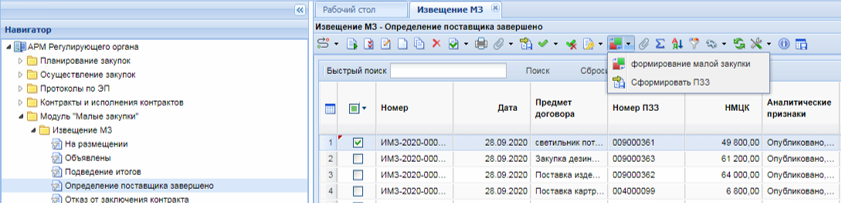 Рабочий стол
Извещение МЗ
Навигатор
АРМ Регулирующего органа
Планирование закупок
Осуществление закупок
Протоколы по ЭП
Контракты и исполнения контрактов
Модуль "Малые закупки"
Извещение МЗ
На размещении
Объявлены
Подведение итогов
Определение поставщика завершено
Отказ от заключения контракта
Извещение МЗ - Определение поставщика завершено
формирование малой закупки
Сформировать ПЗЗ
Быстрый поиск Поиск Сброс
Номер Дата Предмет договора Номер ПЗЗ НМЦК Аналитические признаки
1 ИМЗ-2020-000... 28.09.2020 светильник пот... 009000361 49 800,00 Опубликовано,...
2 ИМЗ-2020-000... 28.09.2020 Закупка дезин... 009000363 61 200,00 Опубликовано,...
3 ИМЗ-2020-000... 28.09.2020 Поставка изде... 009000362 64 000,00 Опубликовано,...
4 ИМЗ-2020-000... 28.09.2020 Поставка картр... 004000099 6 800,00 Опубликовано,...